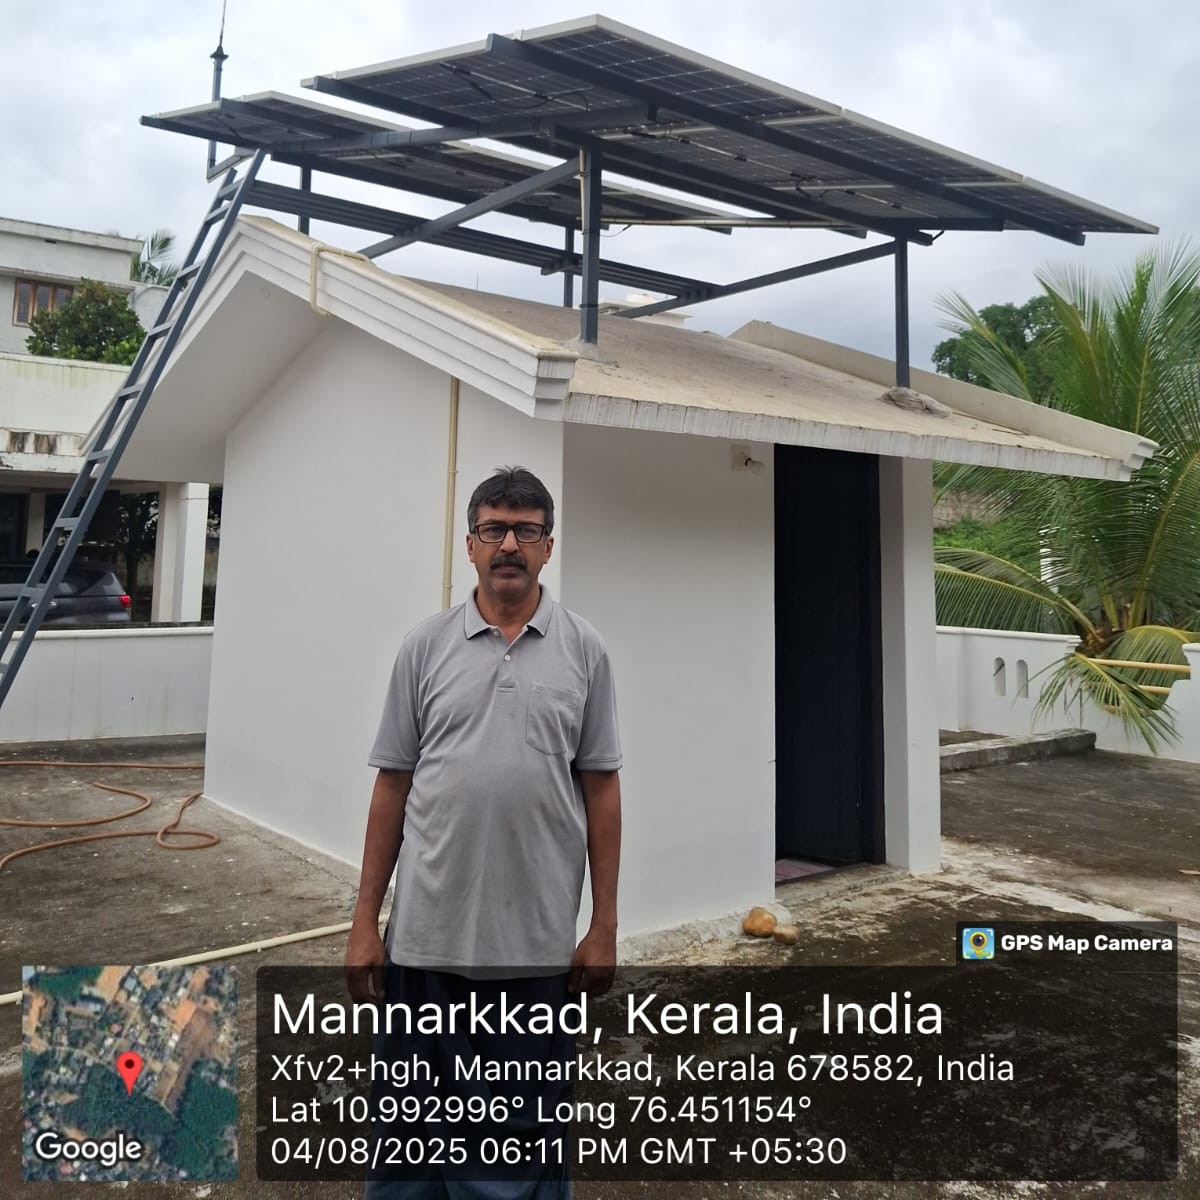 GPS Map Camera
Mannarkkad, Kerala, India
Xfv2+hgh, Mannarkkad, Kerala 678582, India
Lat 10.992996° Long 76.451154°
04/08/2025 06:11 PM GMT +05:30
Google